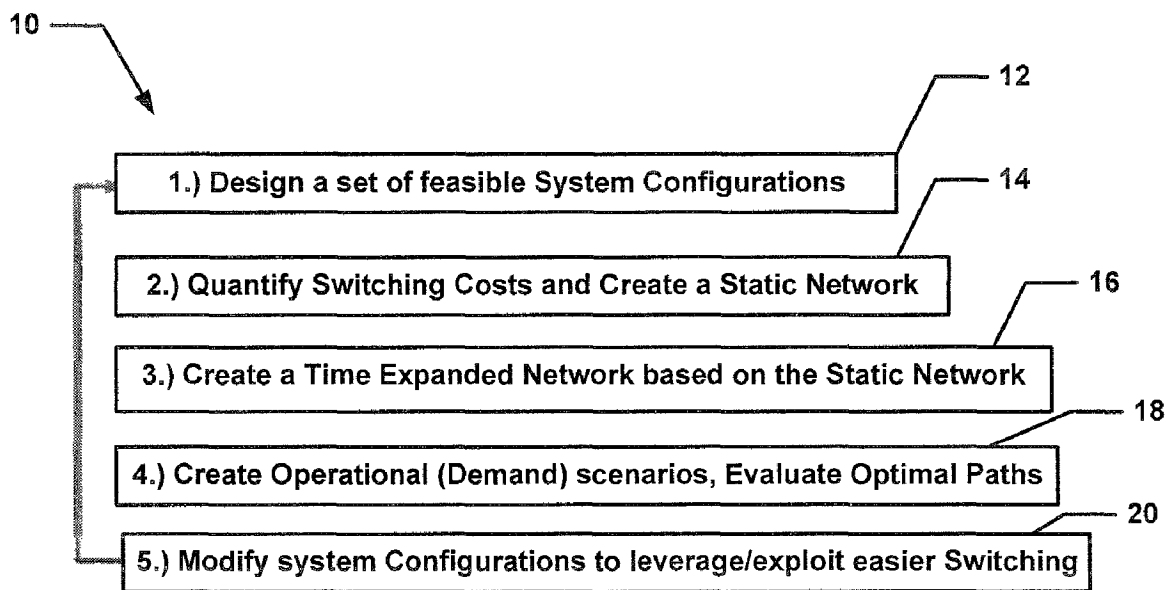 10
12
1.) Design a set of feasible System Configurations
14
2.) Quantify Switching Costs and Create a Static Network
16
3.) Create a Time Expanded Network based on the Static Network
18
4.) Create Operational (Demand) scenarios, Evaluate Optimal Paths
20
5.) Modify system Configurations to leverage/exploit easier Switching